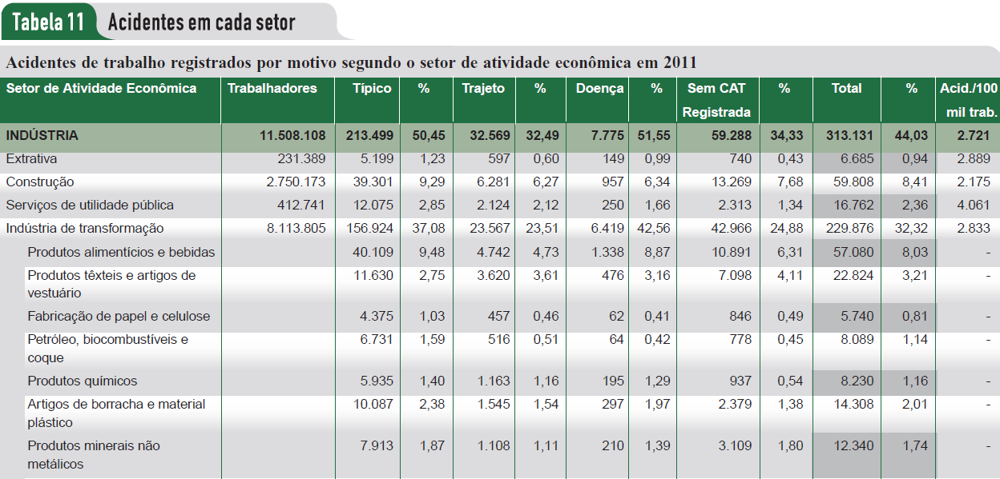 Tabela 11 Acidentes em cada setor
Acidentes de trabalho registrados por motivo segundo o setor de atividade econômica em 2011
Setor de Atividade Econômica Trabalhadores Típico % Trajeto % Doença % Sem CAT % Total % Acid./100
Registrada mil trab.
INDÚSTRIA 11.508.108 213.499 50,45 32.569 32,49 7.775 51,55 59.288 34,33 313.131 44,03 2.721
Extrativa 231.389 5.199 1,23 597 0,60 149 0,99 740 0,43 6.685 0,94 2.889
Construção 2.750.173 39.301 9,29 6.281 6,27 957 6,34 13.269 7,68 59.808 8,41 2.175
Serviços de utilidade pública 412.741 12.075 2,85 2.124 2,12 250 1,66 2.313 1,34 16.762 2,36 4.061
Indústria de transformação 8.113.805 156.924 37,08 23.567 23,51 6.419 42,56 42.966 24,88 229.876 32,32 2.833
Produtos alimentícios e bebidas 40.109 9,48 4.742 4,73 1.338 8,87 10.891 6,31 57.080 8,03 -
Produtos têxteis e artigos de 11.630 2,75 3.620 3,61 476 3,16 7.098 4,11 22.824 3,21 -
vestuário
Fabricação de papel e celulose 4.375 1,03 457 0,46 62 0,41 846 0,49 5.740 0,81 -
Petróleo, biocombustíveis e 6.731 1,59 516 0,51 64 0,42 778 0,45 8.089 1,14 -
coque
Produtos químicos 5.935 1,40 1.163 1,16 195 1,29 937 0,54 8.230 1,16 -
Artigos de borracha e material 10.087 2,38 1.545 1,54 297 1,97 2.379 1,38 14.308 2,01 -
plástico
Produtos minerais não 7.913 1,87 1.108 1,11 210 1,39 3.109 1,80 12.340 1,74 -
metálicos